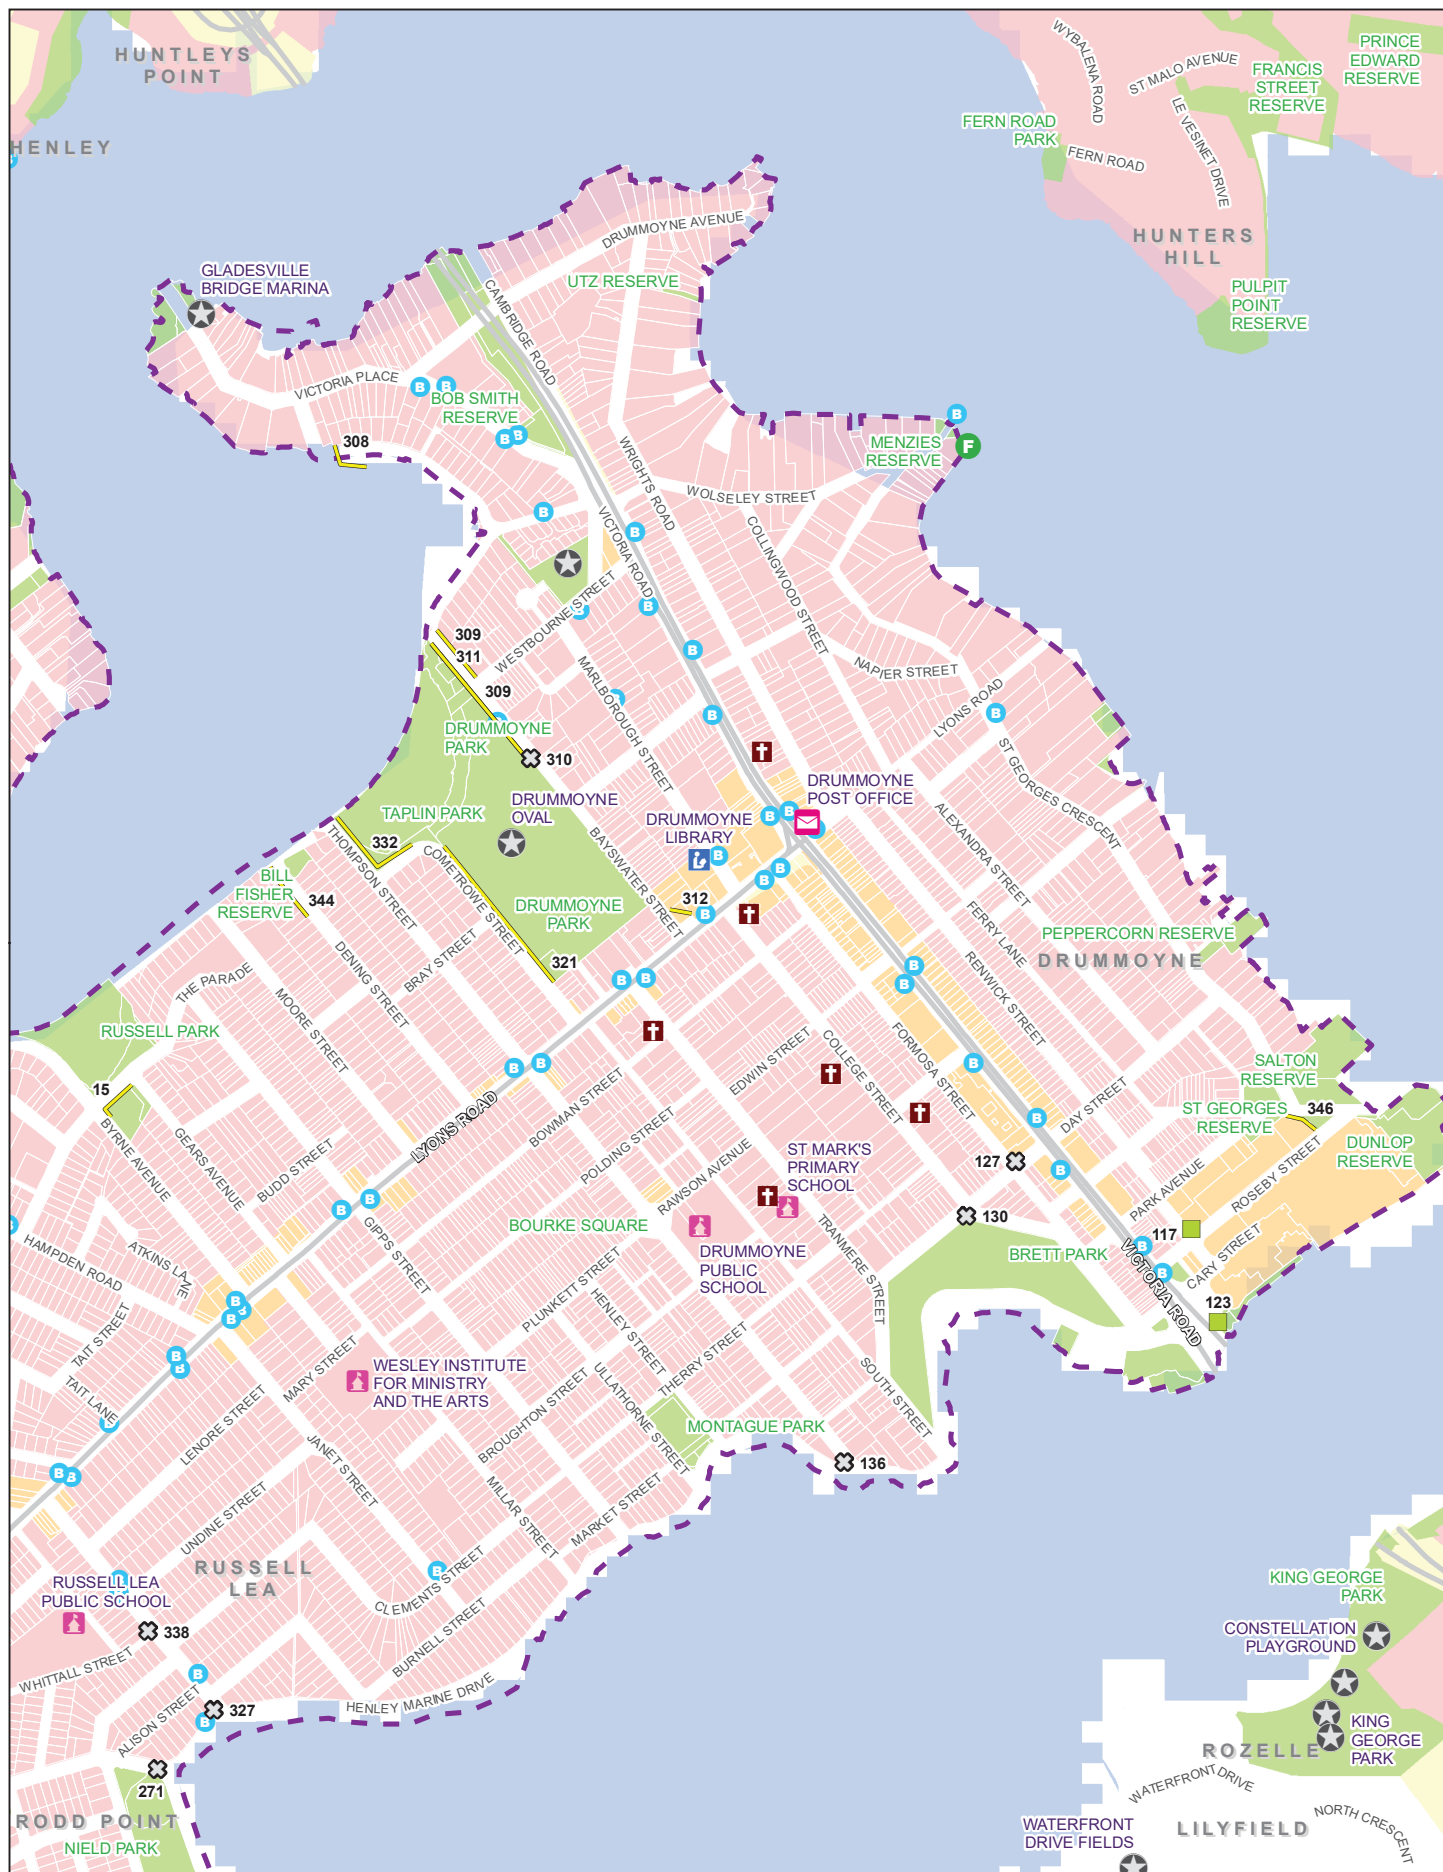 HUNTLEYS
POINT
HENLEY
WYBALENA ROAD
ST MALO AVENUE
LE VESINET DRIVE
FRANCIS
STREET
RESERVE
PRINCE
EDWARD
RESERVE
FERN ROAD
PARK
FERN ROAD
HUNTERS
HILL
PULPIT
POINT
RESERVE
GLADESVILLE
BRIDGE MARINA
DRUMMOYNE AVENUE
UTZ RESERVE
CAMBRIDGE ROAD
VICTORIA PLACE
B
B
BOB SMITH
RESERVE
B
B
308
B
MENZIES
RESERVE
F
WRIGHTS ROAD
WOLSELEY STREET
B
VICTORIA ROAD
B
COLLINGWOOD STREET
WESTBOURNE STREET
B
B
309
311
309
B
MARLBOROUGH STREET
B
NAPIER STREET
LYONS ROAD
B
B
ST GEORGES CRESCENT
DRUMMOYNE
PARK
B
310
DRUMMOYNE
OVAL
TAPLIN PARK
DRUMMOYNE
POST OFFICE
DRUMMOYNE
LIBRARY
B
B
B
B
B
B
332
THOMPSON STREET
COMETROWE STREET
BAYSWATER STREET
ALEXANDRA STREET
BILL
FISHER
RESERVE
344
312
B
DRUMMOYNE
PARK
FERRY LANE
PEPPERCORN RESERVE
DRUMMOYNE
321
B
B
B
B
DENING STREET
BRAY STREET
THE PARADE
MOORE STREET
RENWICK STREET
RUSSELL PARK
FORMOSA STREET
COLLEGE STREET
EDWIN STREET
B
B
B
SALTON
RESERVE
15
ST GEORGES
RESERVE
346
DAY STREET
B
DUNLOP
RESERVE
LYONS ROAD
BOWMAN STREET
POLDING STREET
BYRNE AVENUE
GEARS AVENUE
BUDD STREET
RAWSON AVENUE
ST MARK'S
PRIMARY
SCHOOL
127
B
PARK AVENUE
ROSEBY STREET
B
B
B
GIPPS STREET
BOURKE SQUARE
DRUMMOYNE
PUBLIC
SCHOOL
TRANMERE STREET
130
BRETT PARK
117
B
B
VICTORIA ROAD
CARY STREET
123
HAMPDEN ROAD
ATKINS LANE
PLUNKETT STREET
HENLEY STREET
B
B
B
TAIT STREET
MARY STREET
THERRY STREET
B
B
WESLEY INSTITUTE
FOR MINISTRY
AND THE ARTS
ULLATHORNE STREET
SOUTH STREET
TAIT LANE
B
LENORE STREET
BROUGHTON STREET
MONTAGUE PARK
JANET STREET
136
B
B
MILLAR STREET
MARKET STREET
UNDINE STREET
RUSSELL
LEA
B
CLEMENTS STREET
RUSSELL LEA
PUBLIC SCHOOL
B
338
BURNELL STREET
WHITTALL STREET
B
ALISON STREET
327
B
HENLEY MARINE DRIVE
271
RODD POINT
NIELD PARK
KING GEORGE
PARK
CONSTELLATION
PLAYGROUND
KING
GEORGE
PARK
ROZELLE
WATERFRONT DRIVE
WATERFRONT
DRIVE FIELDS
LILYFIELD
NORTH CRESCENT